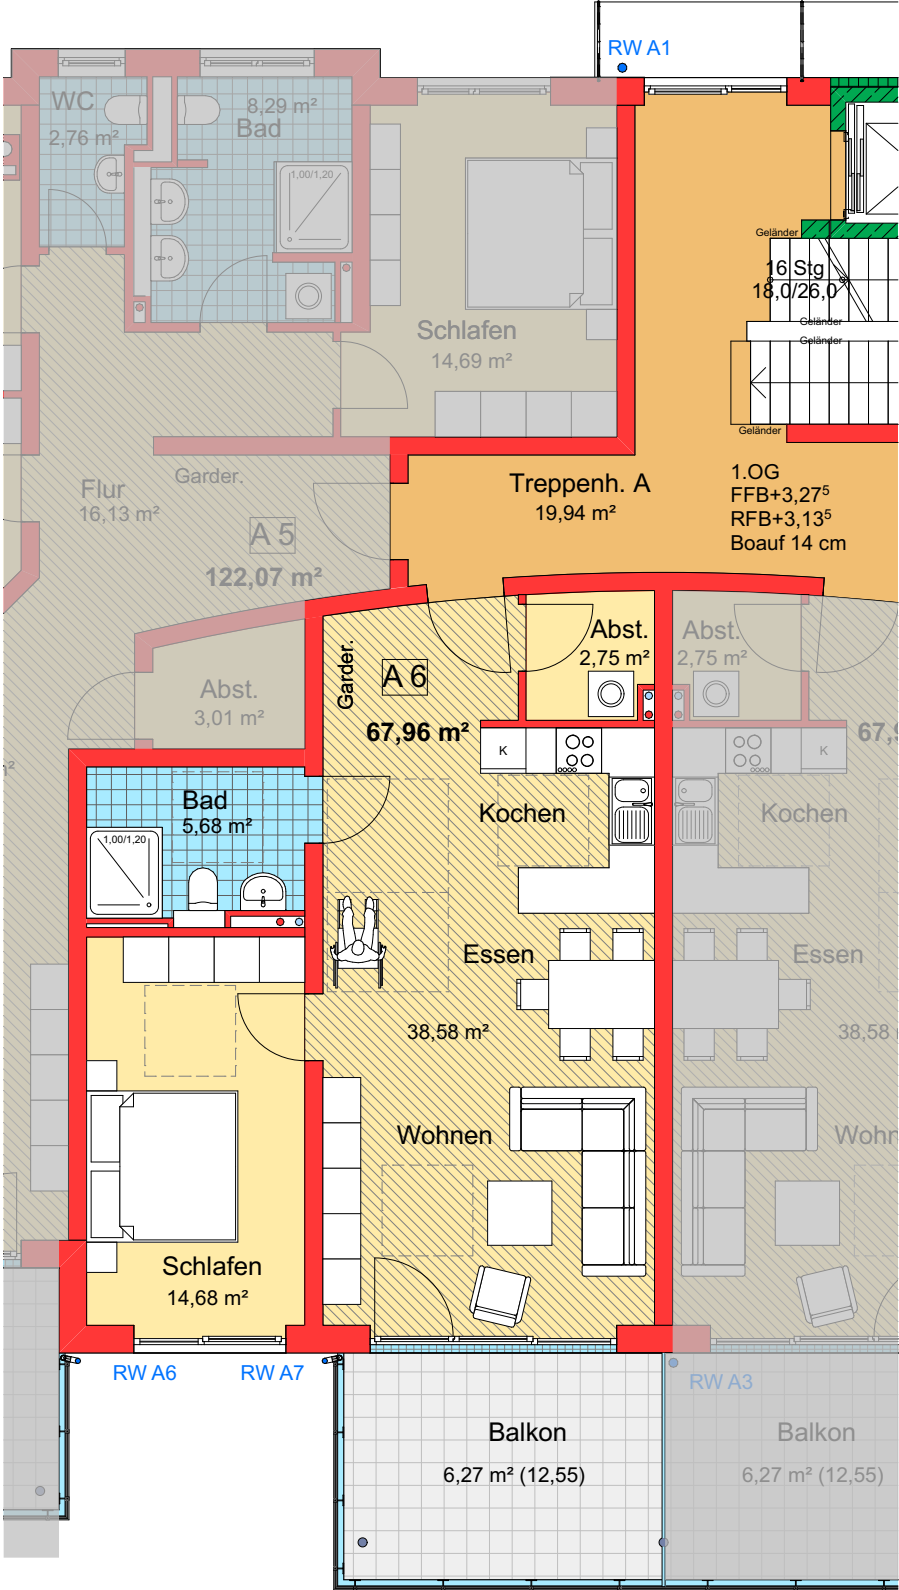 RW A1
WC
2,76 m²
8,29 m²
Bad
1,00/1,20
Geländer
16 Stg
18,0/26,0
Geländer
Geländer
Schlafen
14,69 m²
Geländer
Garder.
Flur
16,13 m²
A 5
122,07 m²
Treppenh. A
19,94 m²
1.OG
FFB+3,27⁵
RFB+3,13⁵
Boauf 14 cm
Abst.
3,01 m²
Garder.
A 6
67,96 m²
Abst.
2,75 m²
Abst.
2,75 m²
K
K
Bad
5,68 m²
1,00/1,20
Kochen
Kochen
Essen
Essen
38,58 m²
38,58 m²
Wohnen
Schlafen
14,68 m²
RW A6
RW A7
RW A3
Balkon
6,27 m² (12,55)
Balkon
6,27 m² (12,55)